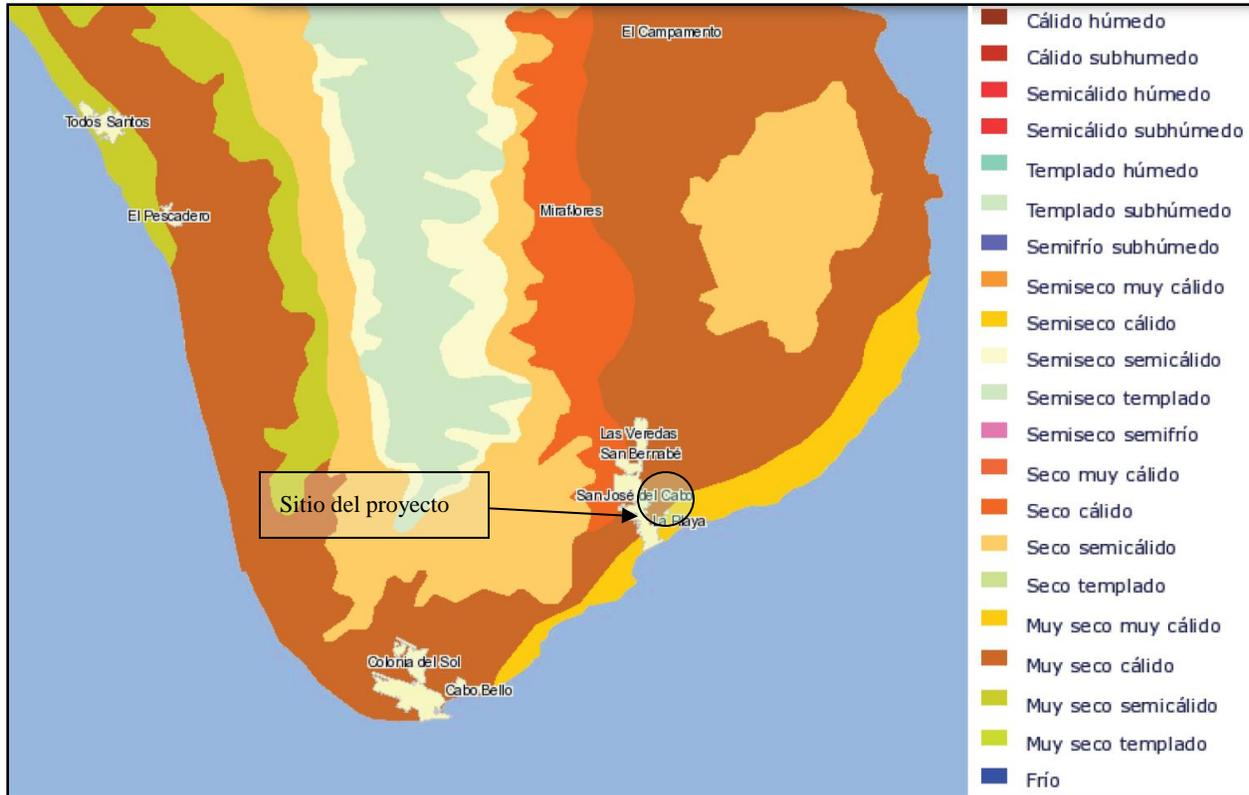 El Campamento
Todos Santos
El Pescadero
Miraflores
Las Veredas
San Bernabé
San José del Cabo
La Playa
Sitio del proyecto
Colonia del Sol
Cabo Bello
Cálido húmedo
Cálido subhumedo
Semicálido húmedo
Semicálido subhúmedo
Templado húmedo
Templado subhúmedo
Semifrío subhúmedo
Semiseco muy cálido
Semiseco cálido
Semiseco semicálido
Semiseco templado
Semiseco semifrío
Seco muy cálido
Seco cálido
Seco semicálido
Seco templado
Muy seco muy cálido
Muy seco cálido
Muy seco semicálido
Muy seco templado
Frío